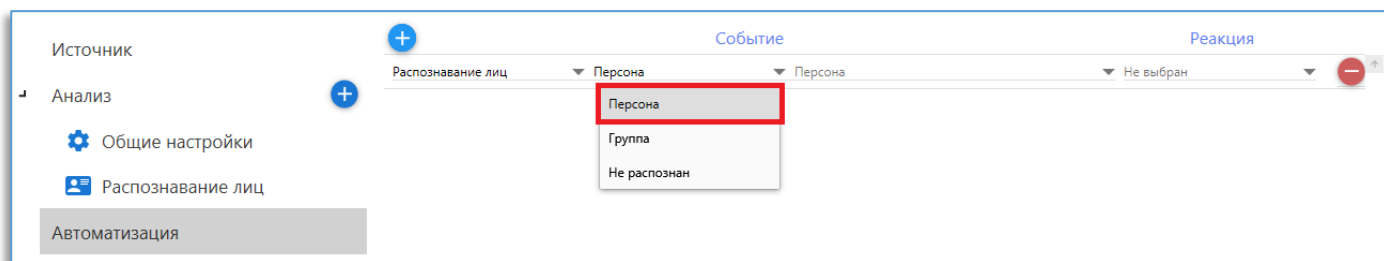 Источник
Анализ
Общие настройки
Распознавание лиц
Автоматизация
Событие Реакция
Распознавание лиц Персона Персона Не выбран
Персона
Группа
Не распознан